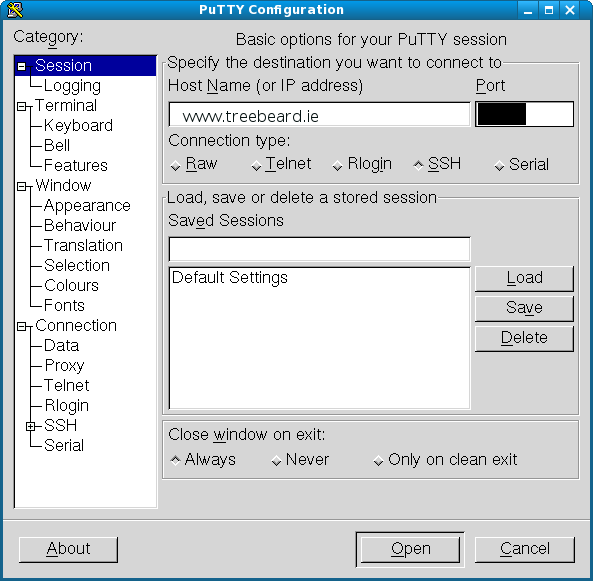 PuTTY Configuration
Category:
Session
Logging
Terminal
Keyboard
Bell
Features
Window
Appearance
Behaviour
Translation
Selection
Colours
Fonts
Connection
Data
Proxy
Telnet
Rlogin
SSH
Serial
Basic options for your PuTTY session
Specify the destination you want to connect to
Host Name (or IP address) Port
www.treebeard.ie
Connection type:
Raw Telnet Rlogin SSH Serial
Load, save or delete a stored session
Saved Sessions
Default Settings
Load
Save
Delete
Close window on exit:
Always Never Only on clean exit
About Open Cancel